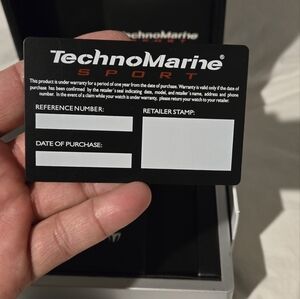 TechnoMarine®
SPORT
This product is under warranty for a period of one year from the date of purchase. Warranty is valid only if the date of
purchase has been confirmed by the retailer's seal indicating date, model, and retailer's name, address and phone
number. In the event of a claim while your watch is under warranty, please return your watch to your retailer.
REFERENCE NUMBER:
RETAILER STAMP:
DATE OF PURCHASE:
TechnoMarine
SPORT